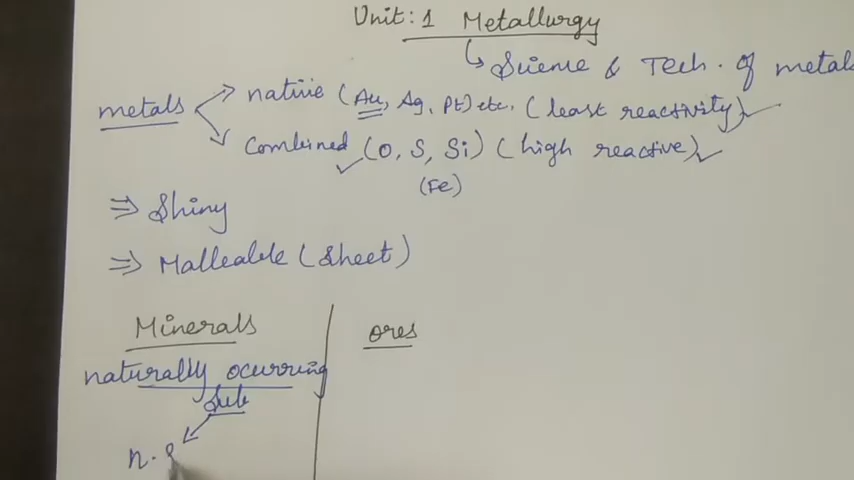 Unit: 1 Metallurgy
↳ Science & Tech. of metals
metals → native (Au, Ag, Pt) etc. (least reactivity) ✓
→ Combined (O, S, Si) (high reactive) ✓
(Fe)
⇒ Shiny
⇒ Malleable (sheet)
Minerals
naturally ocurring
Sub
n.
ores